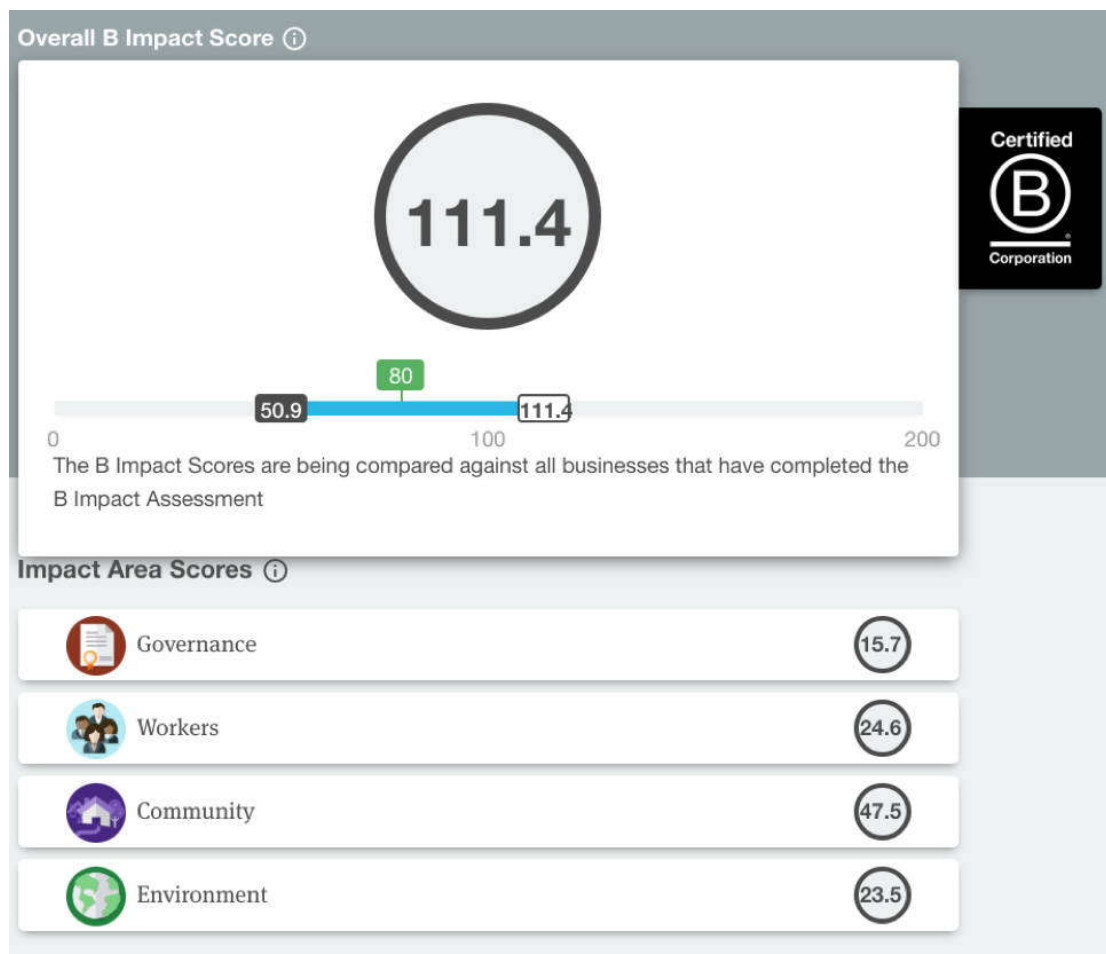 Overall B Impact Score
Certified
B
Corporation
111.4
80
50.9
111.4
0
100
200
The B Impact Scores are being compared against all businesses that have completed the
B Impact Assessment
Impact Area Scores
Governance
15.7
Workers
24.6
Community
47.5
Environment
23.5